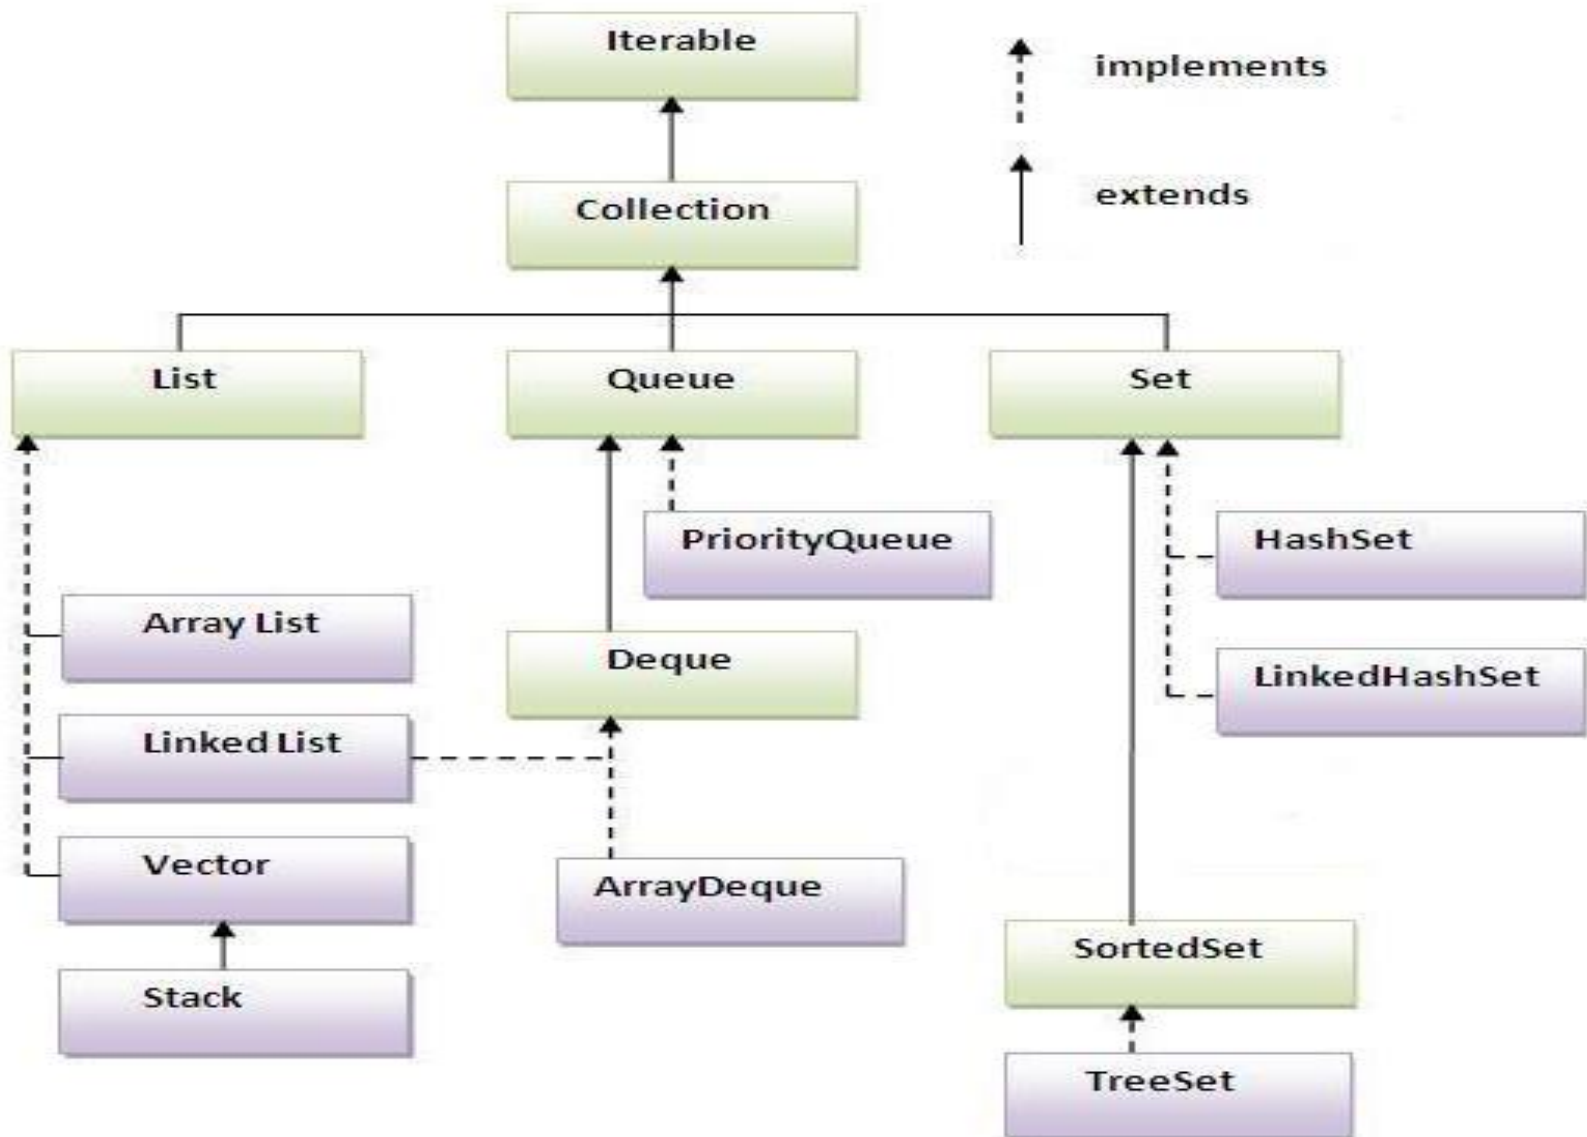 Iterable
implements
Collection
extends
List
Queue
Set
PriorityQueue
HashSet
Array List
Deque
LinkedHashSet
Linked List
Vector
ArrayDeque
SortedSet
Stack
TreeSet